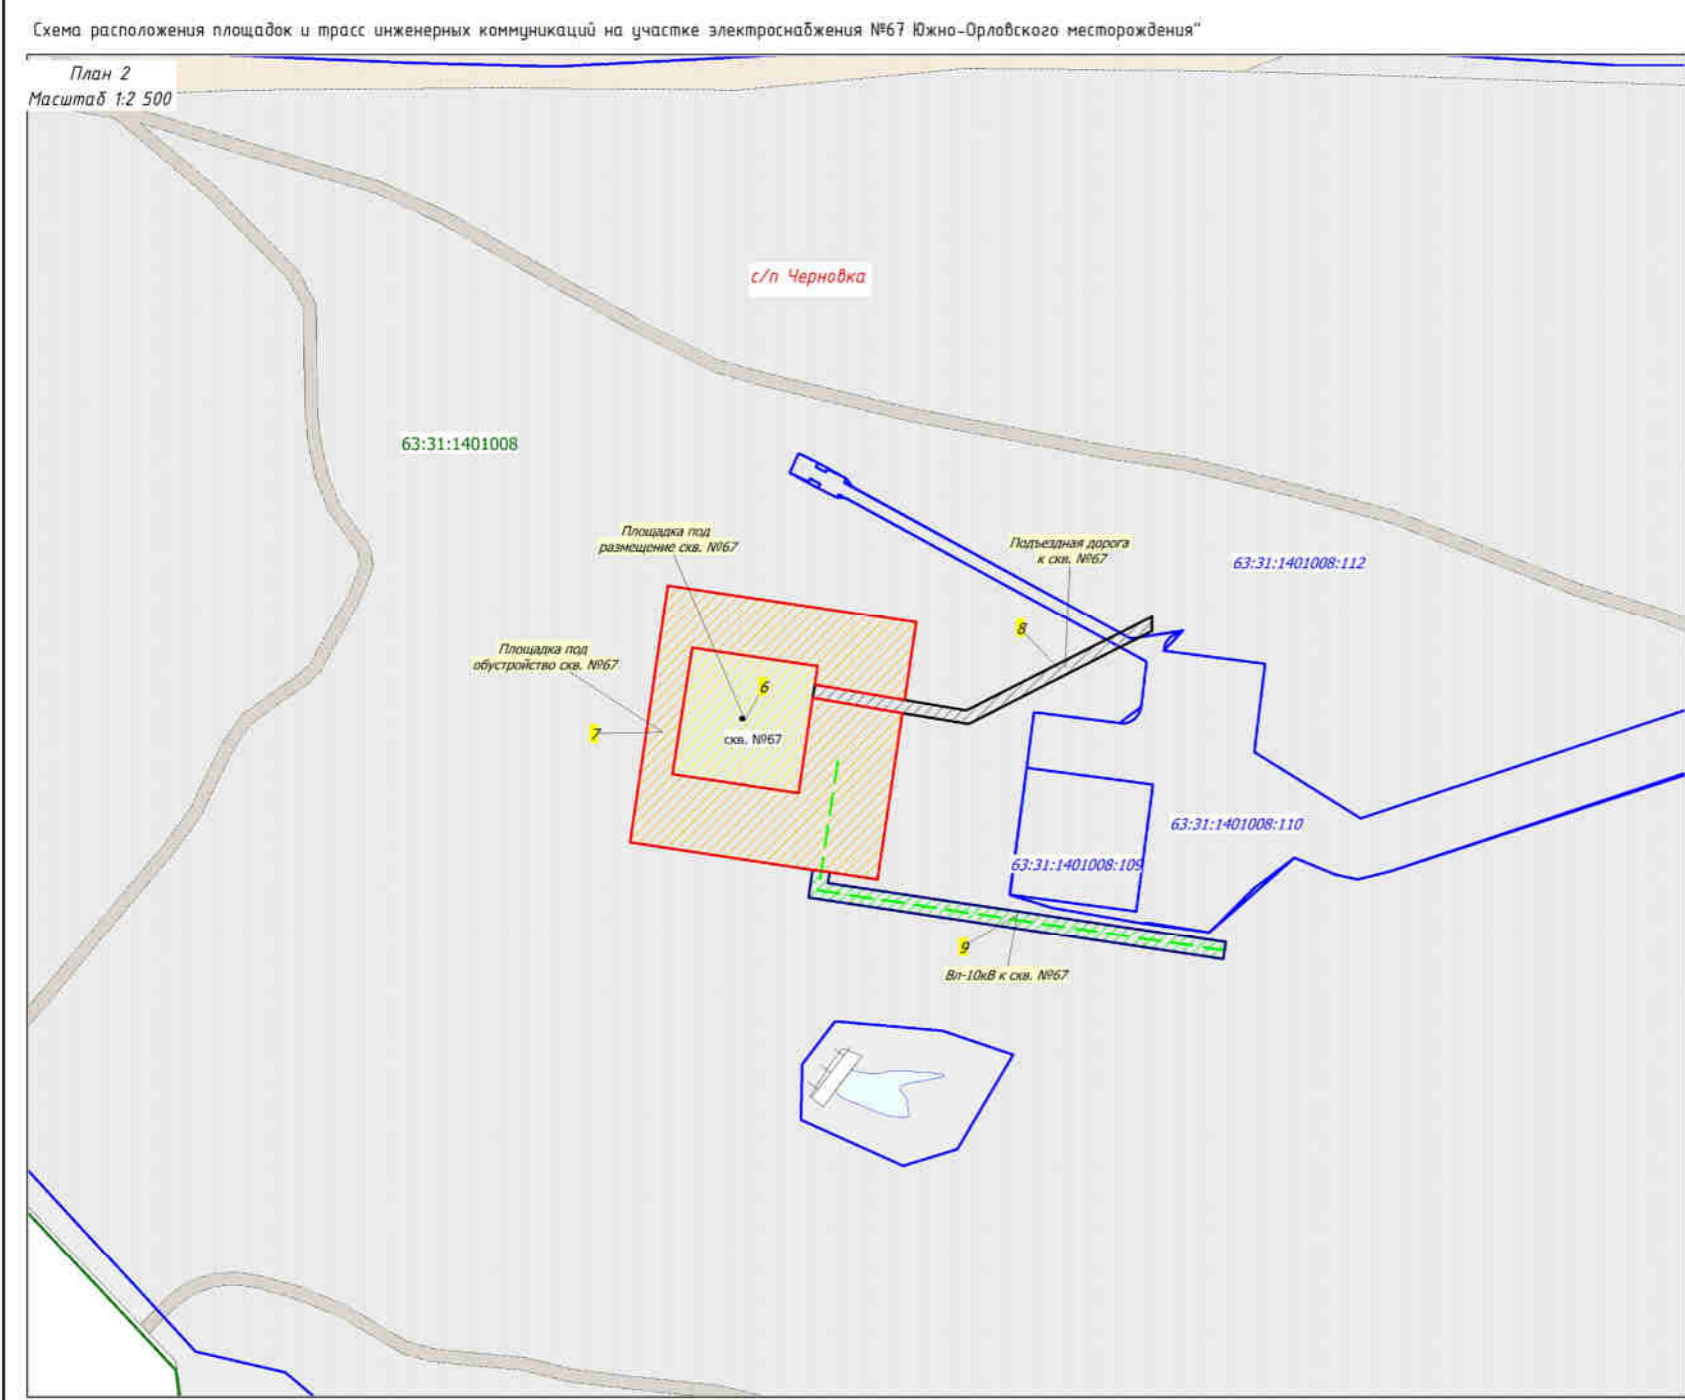 Схема расположения площадок и трасс инженерных коммуникаций на участке электроснабжения №67 Южно-Орловского месторождения"
План 2
Масштаб 1:2 500
с/п Черновка
63:31:1401008
Площадка под
размещение скв. №67
Подъездная дорога
к скв. №67
63:31:1401008:112
8
Площадка под
обустройство скв. №67
6
7
скв. №67
63:31:1401008:110
63:31:1401008:109
9
Вл-10кВ к скв. №67